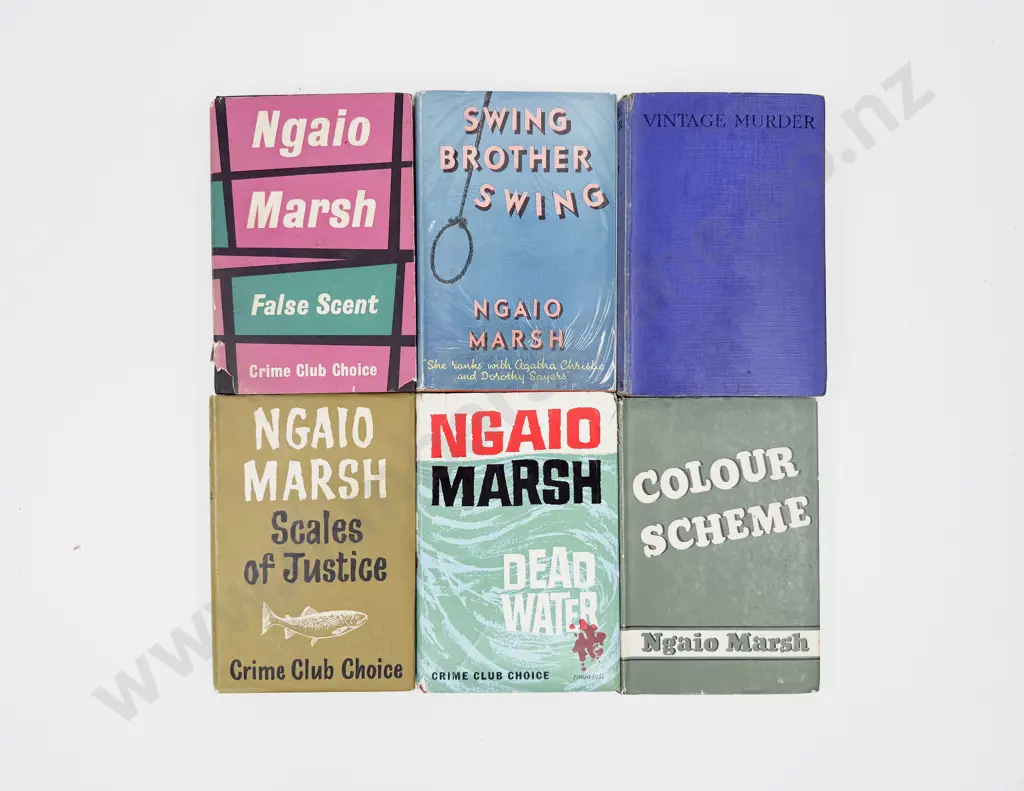 Ngaio
Marsh
False Scent
Crime Club Choice
SWING
BROTHER
SWING
NGAIO
MARSH
"She ranks with Agatha Christie
and Dorothy Sayers"
VINTAGE MURDER
NGAIO
MARSH
Scales
of Justice
Crime Club Choice
NGAIO
MARSH
DEAD
WATER
CRIME CLUB CHOICE
COLOUR
SCHEME
Ngaio Marsh